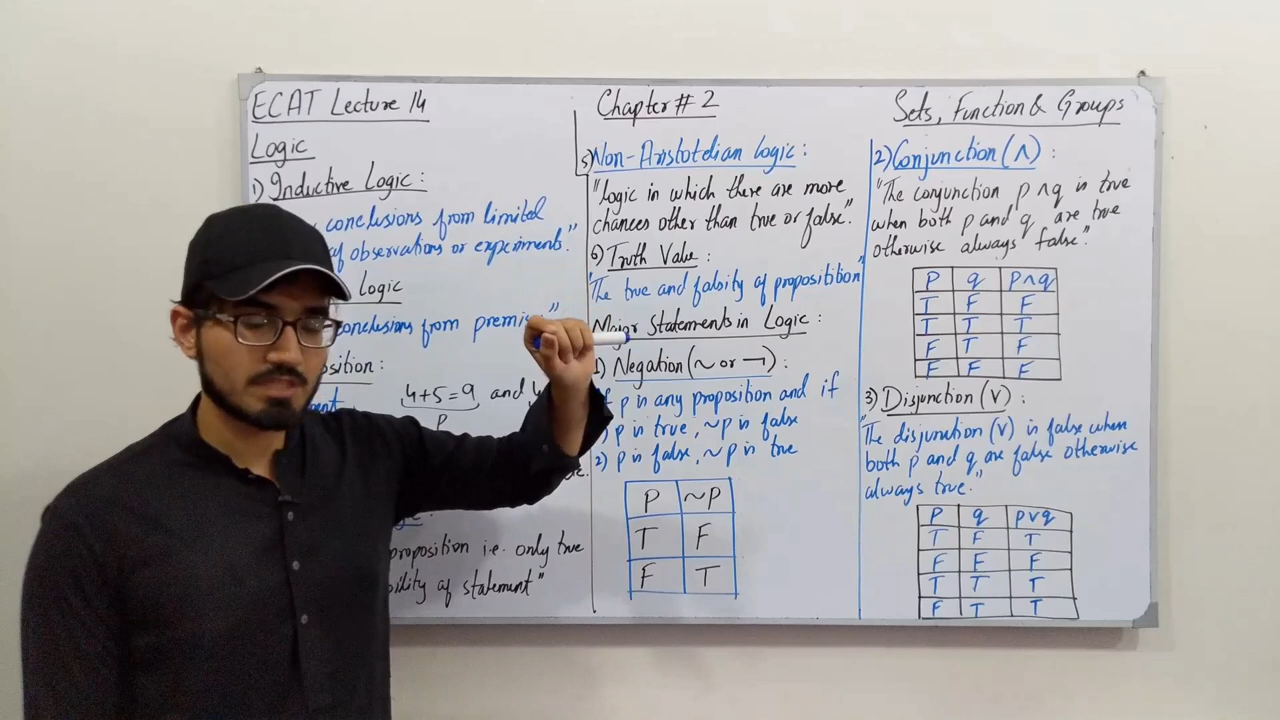 ECAT Lecture 14
Chapter # 2
Sets, Function & Groups
Logic
1) Inductive Logic:
conclusions from limited
of observations or experiments."
Logic
conclusions from premises"
4+5=9 and 4
P
proposition i.e. only true
of statement"
5) Non-Aristotelian Logic:
"Logic in which there are more
chances other than true or false".
6) Truth Value:
"The true and falsity of proposition"
Major Statements in Logic:
1) Negation (~ or ¬):
p is any proposition and if
p is true, ~p is false
2) p is false, ~p is true
P ~P
T F
F T
2) Conjunction (∧) :
"The conjunction p∧q is true
when both p and q are true
otherwise always false."
P q p∧q
T F F
T T T
F T F
F F F
3) Disjunction (∨) :
"The disjunction (∨) is false when
both p and q are false otherwise
always true."
P q p∨q
T F T
F F F
T T T
F T T